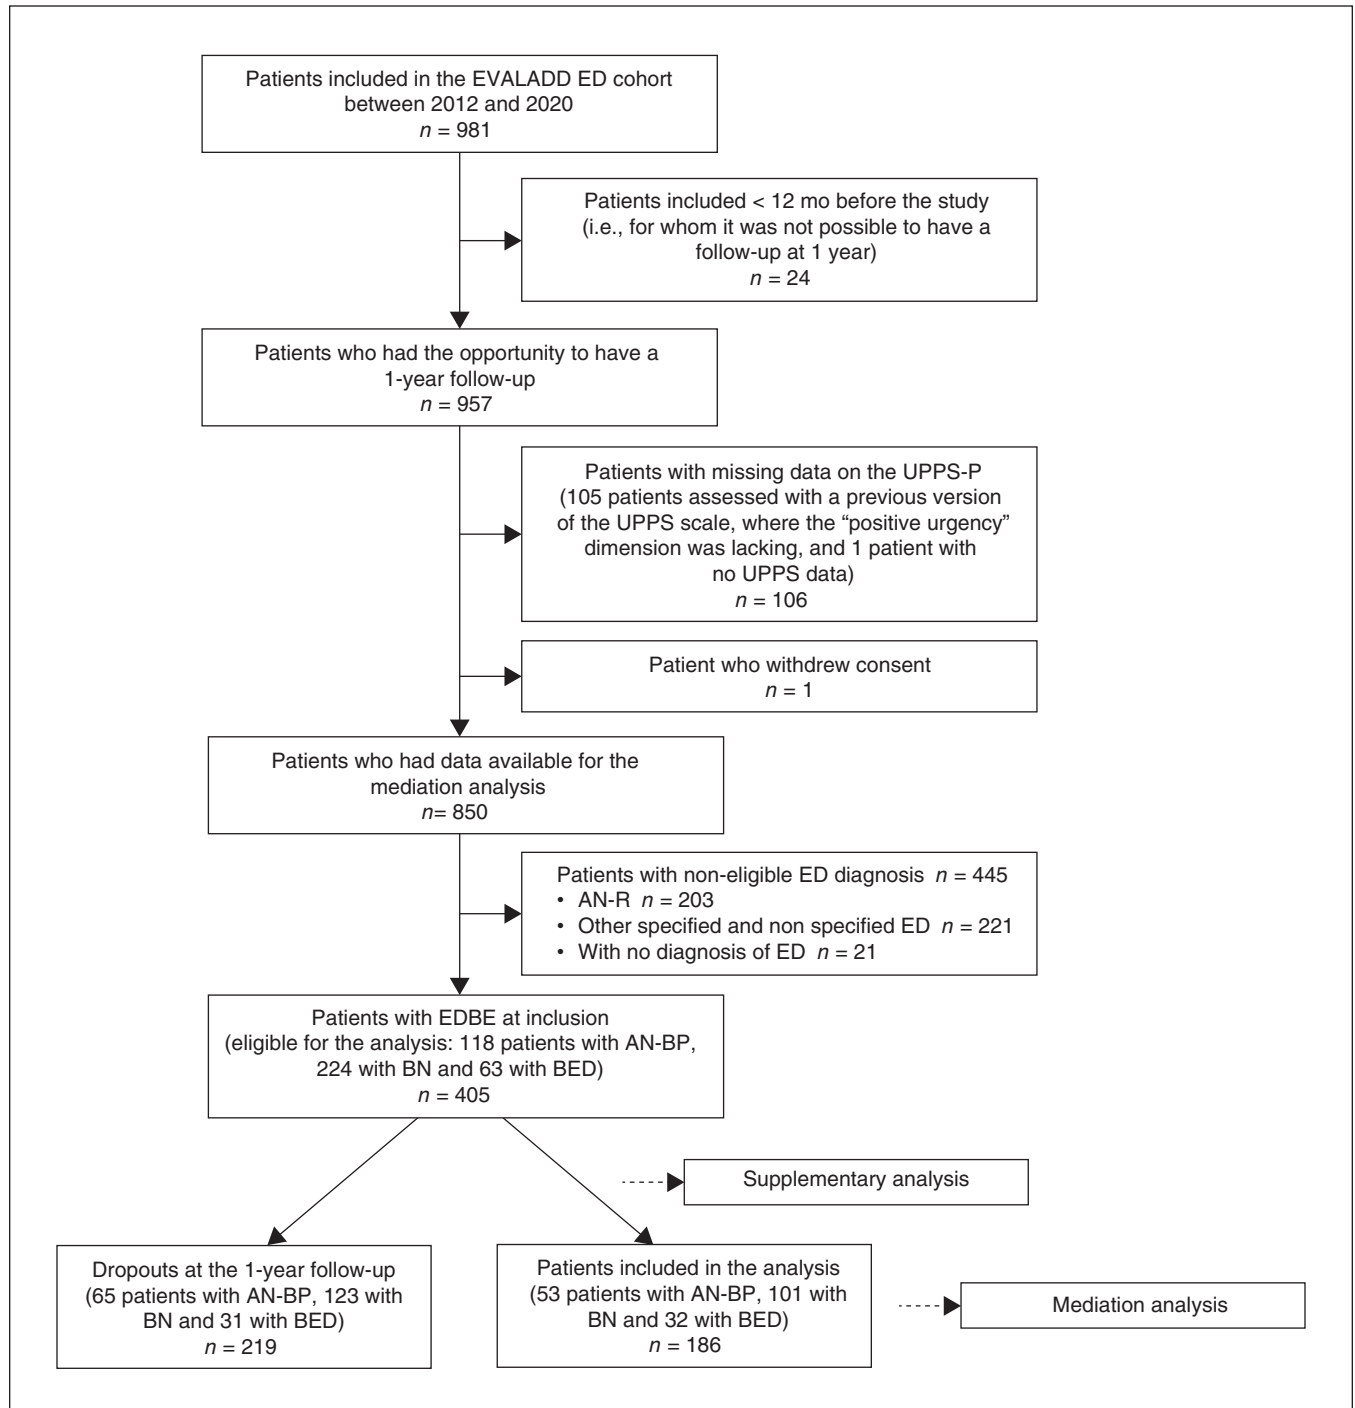 Patients included in the EVALADD ED cohort
between 2012 and 2020
n = 981
Patients included < 12 mo before the study
(i.e., for whom it was not possible to have a
follow-up at 1 year)
n = 24
Patients who had the opportunity to have a
1-year follow-up
n = 957
Patients with missing data on the UPPS-P
(105 patients assessed with a previous version
of the UPPS scale, where the “positive urgency”
dimension was lacking, and 1 patient with
no UPPS data)
n = 106
Patient who withdrew consent
n = 1
Patients who had data available for the
mediation analysis
n= 850
Patients with non-eligible ED diagnosis n = 445
• AN-R n = 203
• Other specified and non specified ED n = 221
• With no diagnosis of ED n = 21
Patients with EDBE at inclusion
(eligible for the analysis: 118 patients with AN-BP,
224 with BN and 63 with BED)
n = 405
Supplementary analysis
Dropouts at the 1-year follow-up
(65 patients with AN-BP, 123 with
BN and 31 with BED)
n = 219
Patients included in the analysis
(53 patients with AN-BP, 101 with
BN and 32 with BED)
n = 186
Mediation analysis